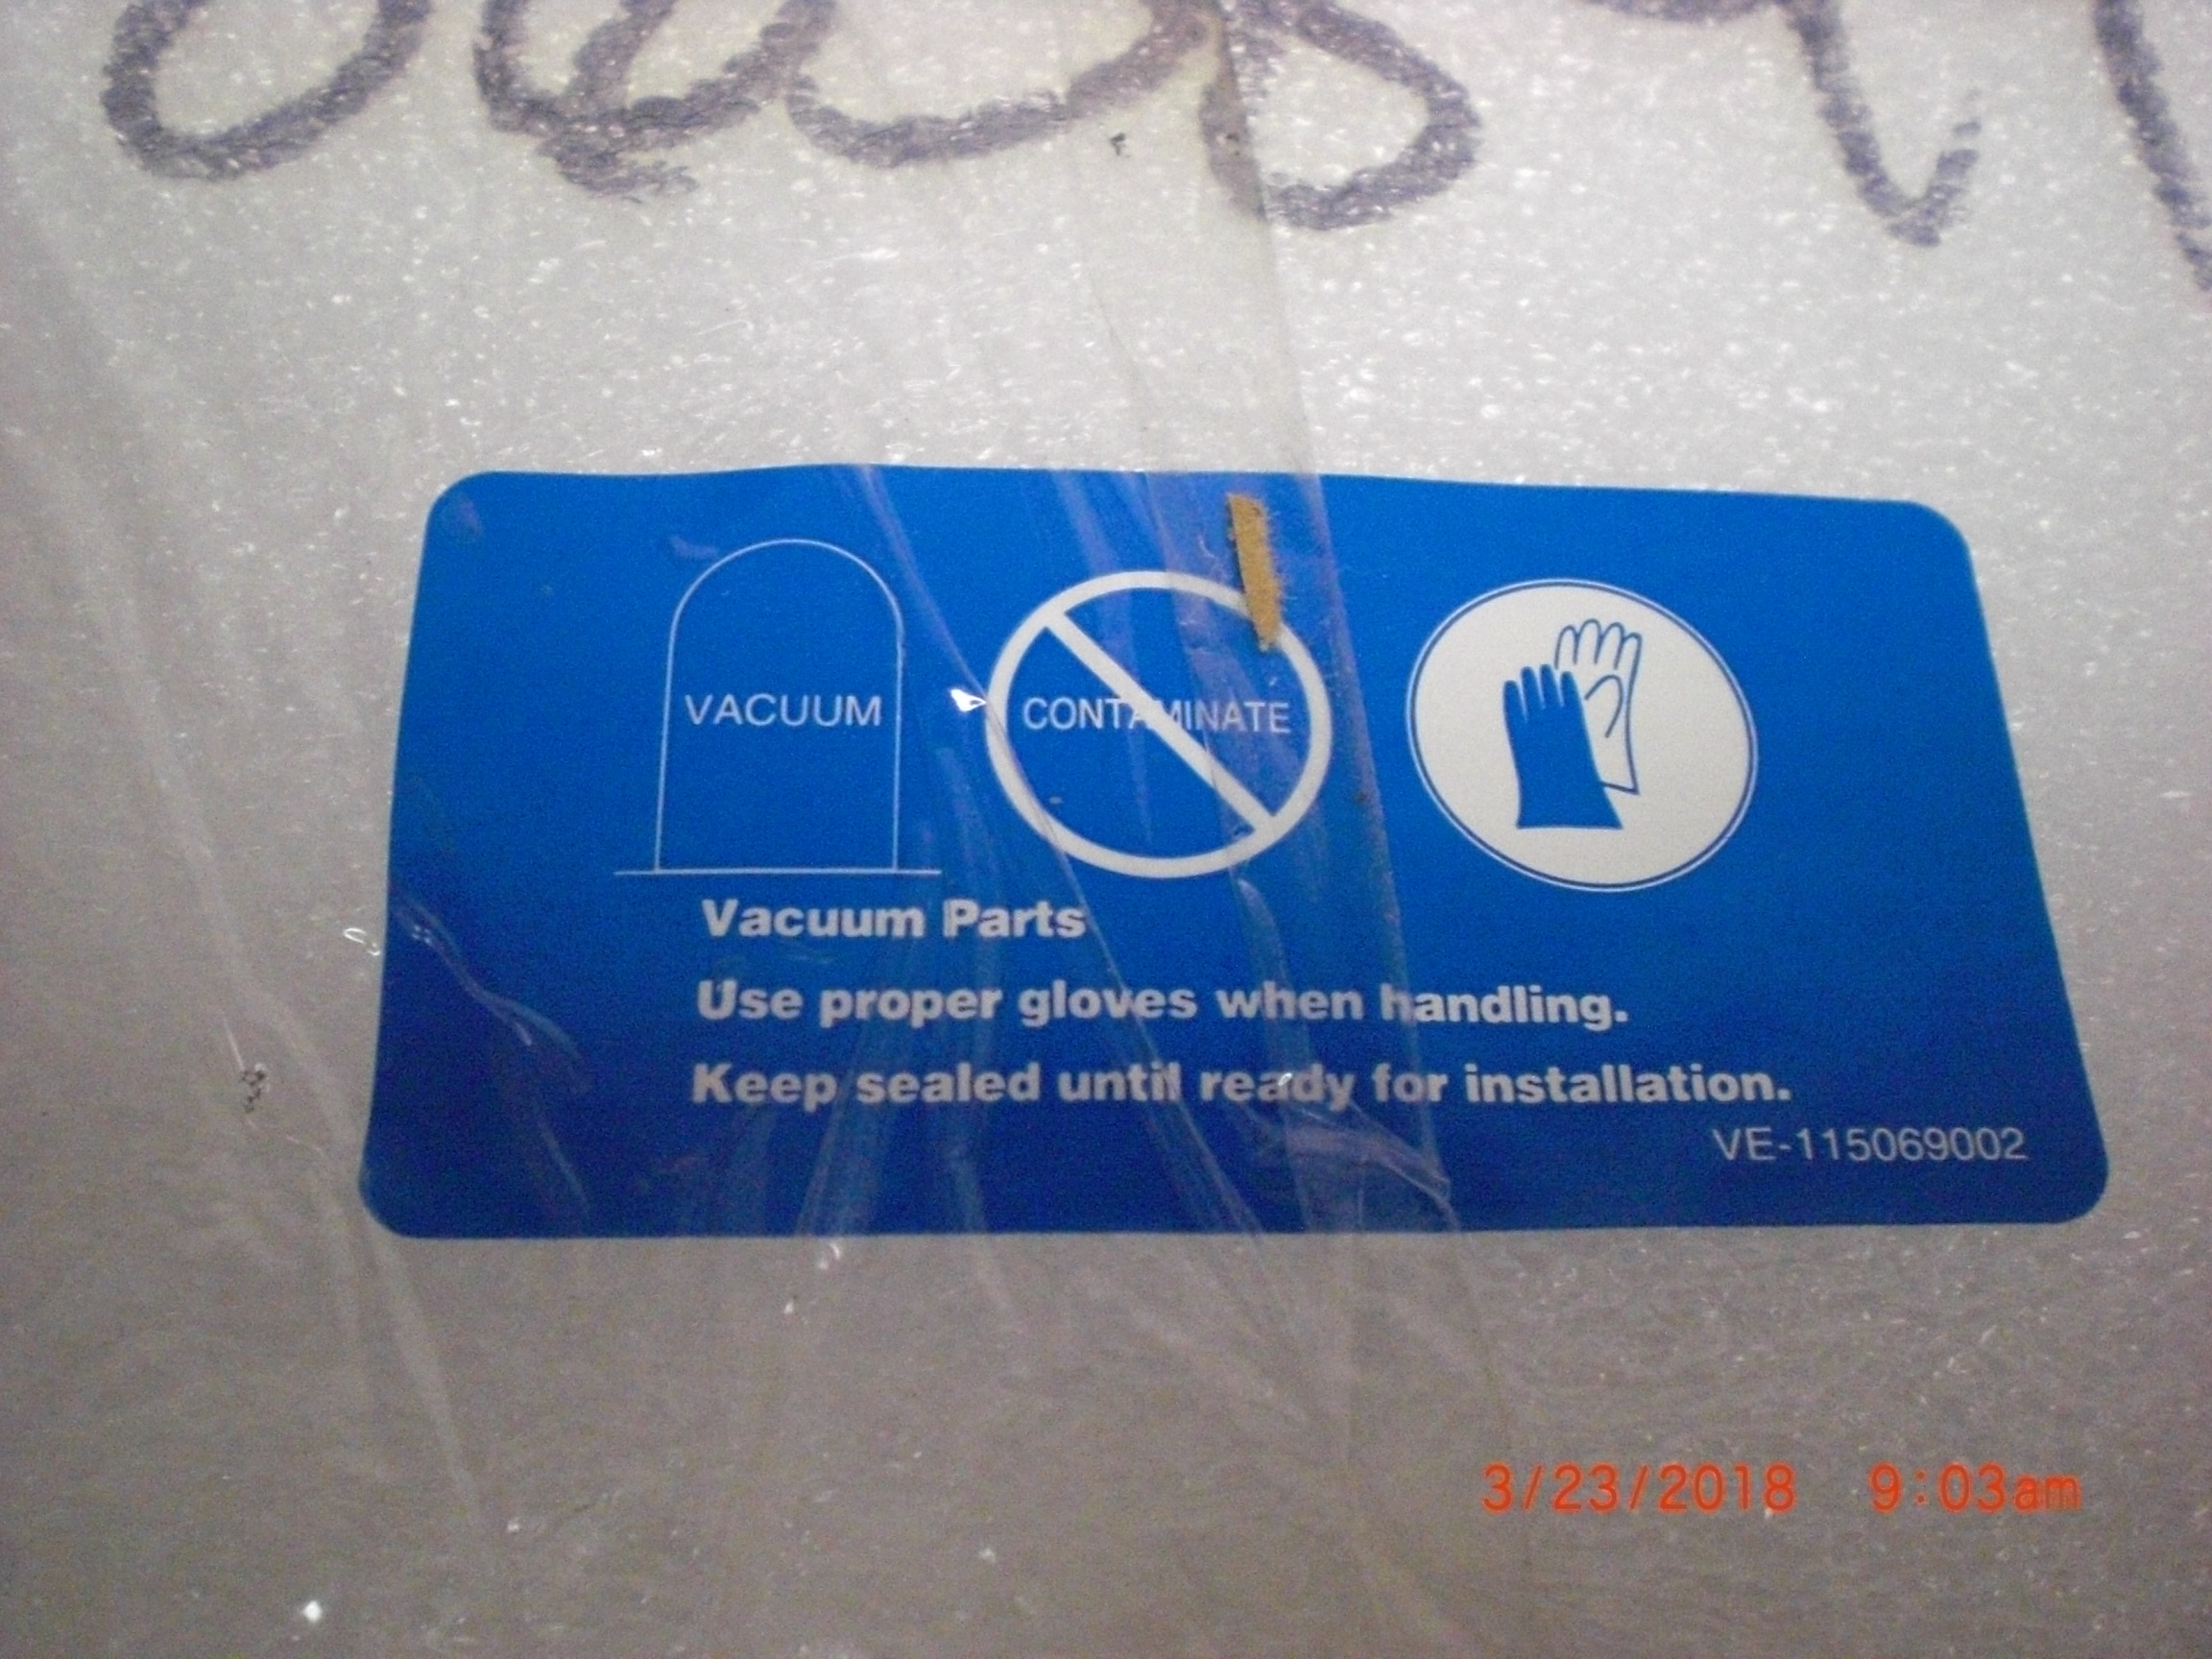 VACUUM
CONTAMINATE
Vacuum Parts
Use proper gloves when handling.
Keep sealed until ready for installation.
VE-115069002
3/23/2018 9:03am